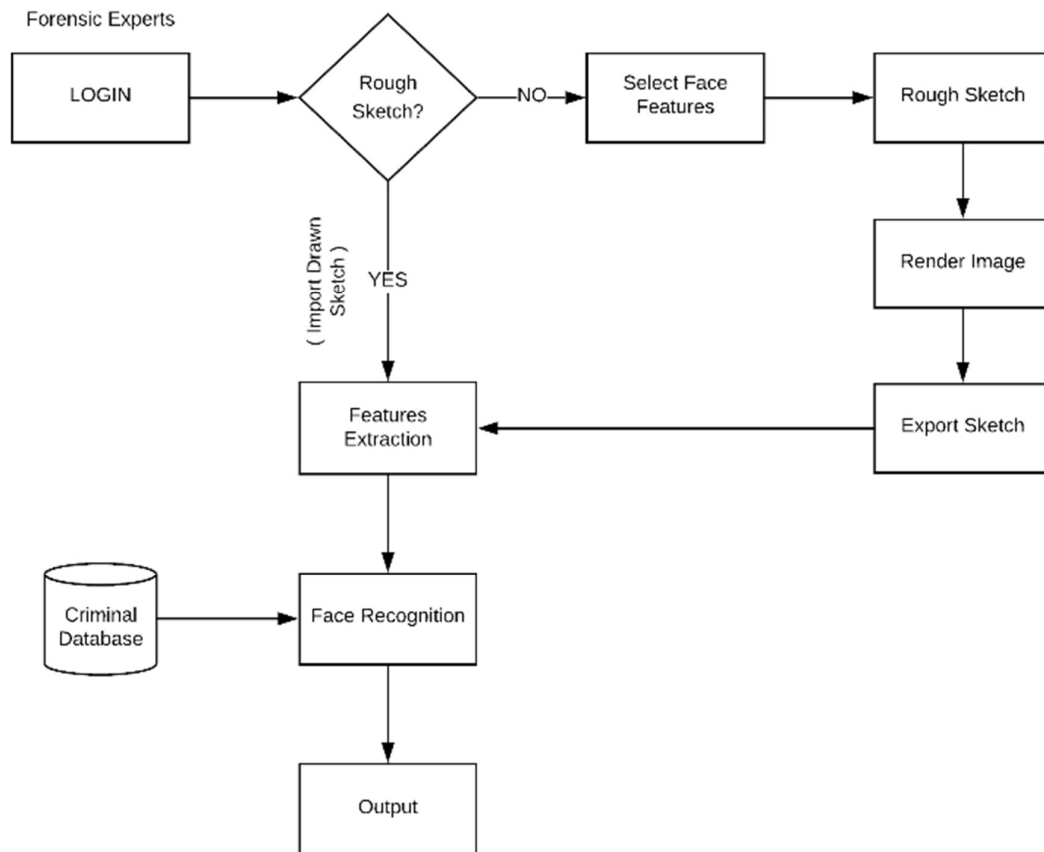 Forensic Experts
LOGIN
Rough
Sketch?
NO
Select Face
Features
Rough Sketch
Render Image
( Import Drawn
Sketch )
YES
Features
Extraction
Export Sketch
Criminal
Database
Face Recognition
Output